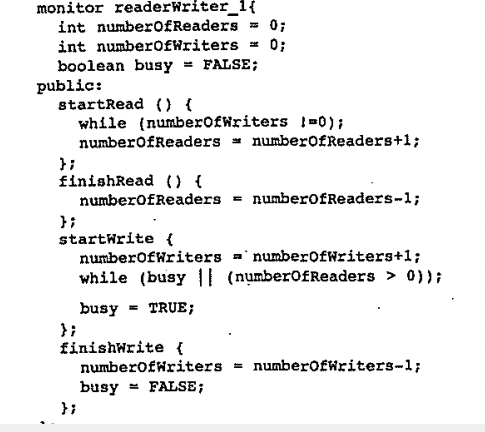 monitor readerWriter_1{
int numberOfReaders = 0;
int numberOfWriters = 0;
boolean busy = FALSE;
public:
startRead () {
while (numberOfWriters !=0);
numberOfReaders = numberOfReaders+1;
};
finishRead () {
numberOfReaders = numberOfReaders-1;
};
startWrite {
numberOfWriters = numberOfWriters+1;
while (busy || (numberOfReaders > 0));
busy = TRUE;
};
finishWrite {
numberOfWriters = numberOfWriters-1;
busy = FALSE;
};